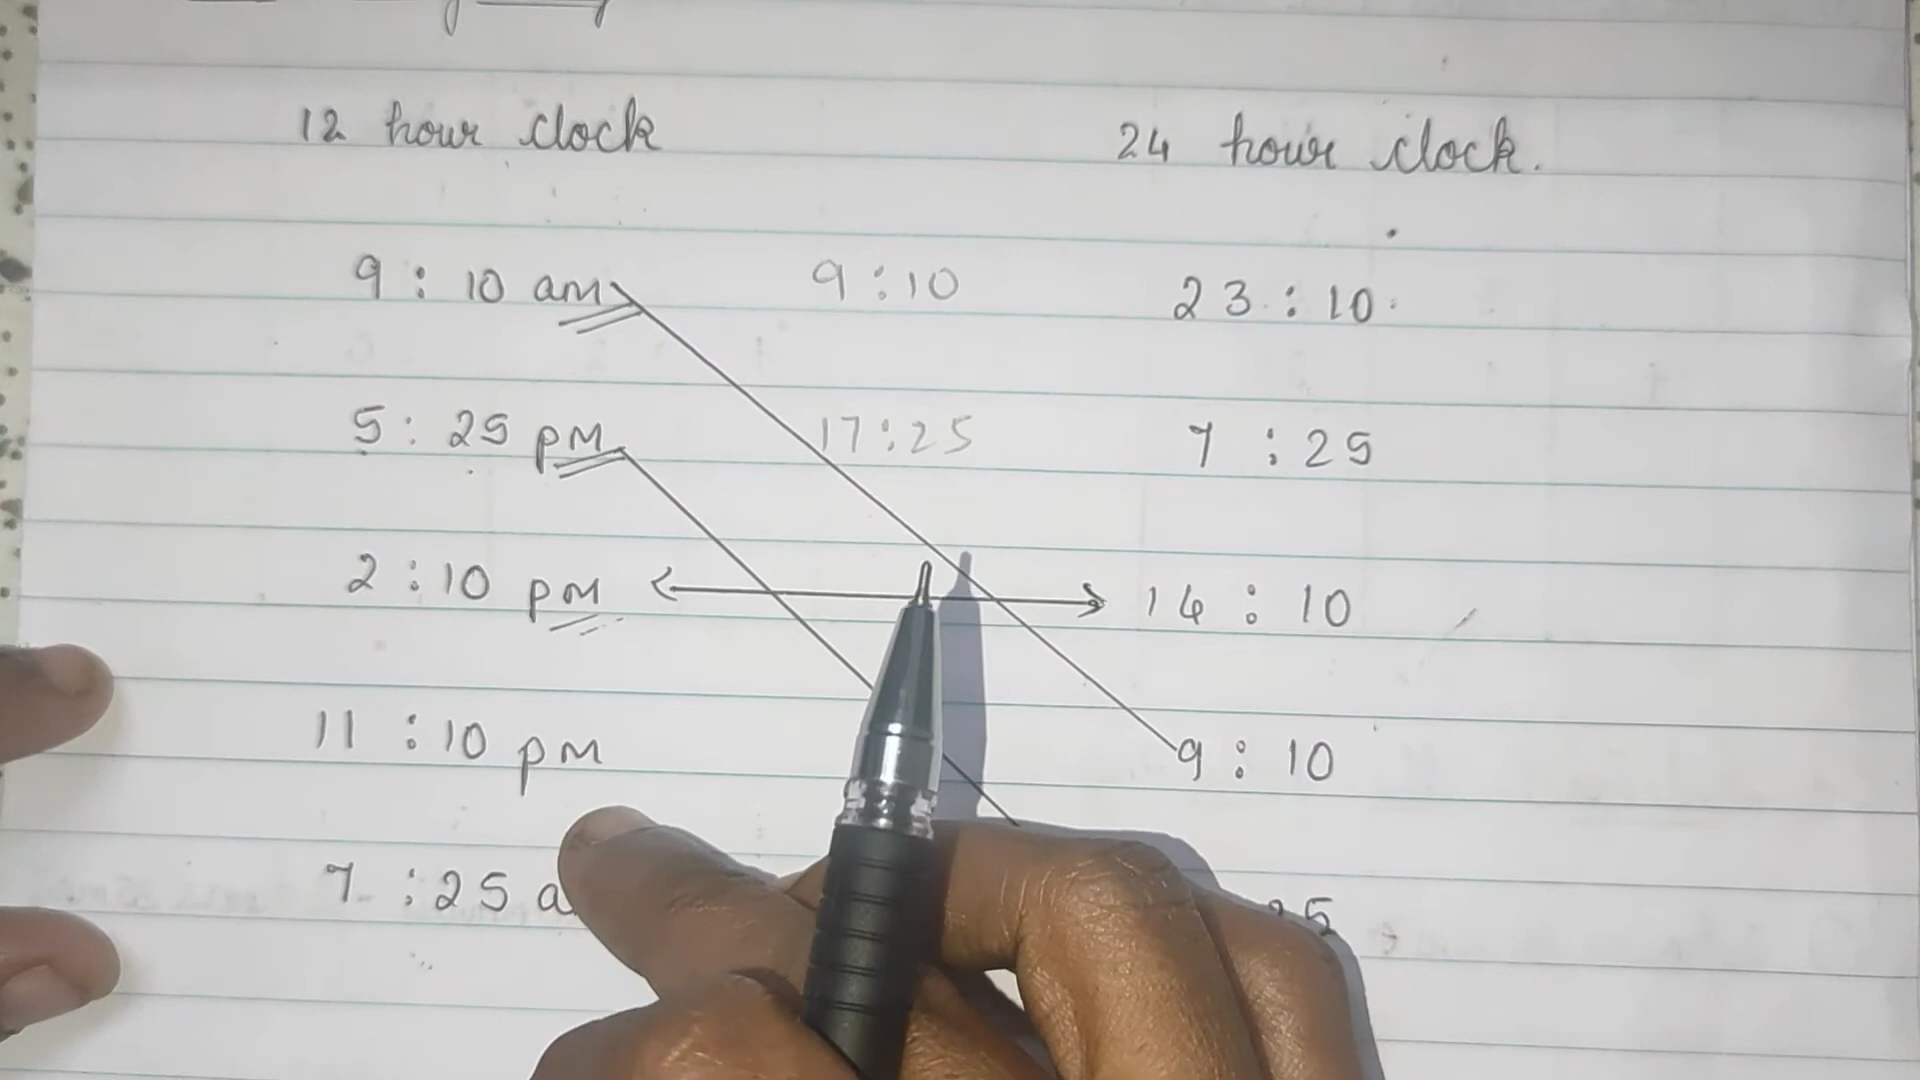 12 hour clock 24 hour clock.
9 : 10 am 9:10 23 : 10
5 : 25 pm 17:25 7 : 25
2 : 10 pm 14 : 10
11 : 10 pm 9 : 10
7 : 25 a